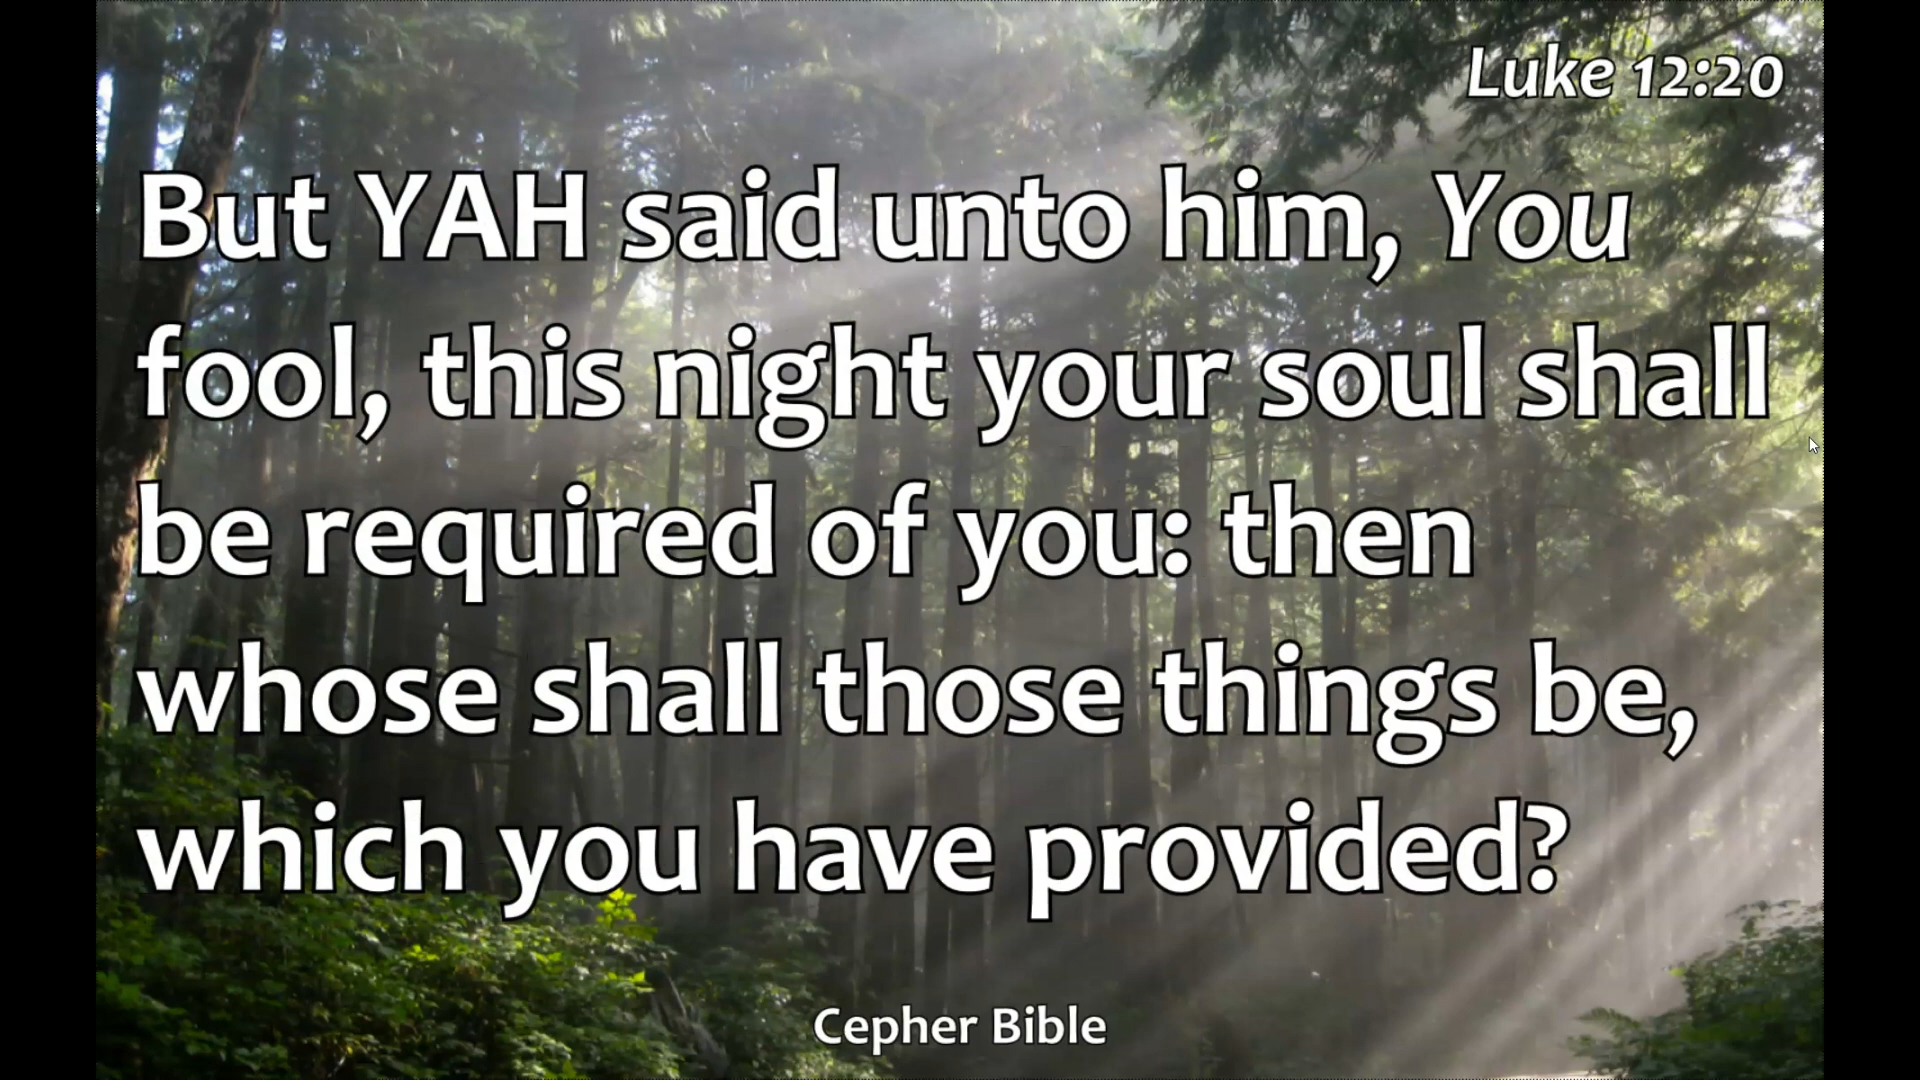 Luke 12:20
But YAH said unto him, You
fool, this night your soul shall
be required of you: then
whose shall those things be,
which you have provided?
Cepher Bible